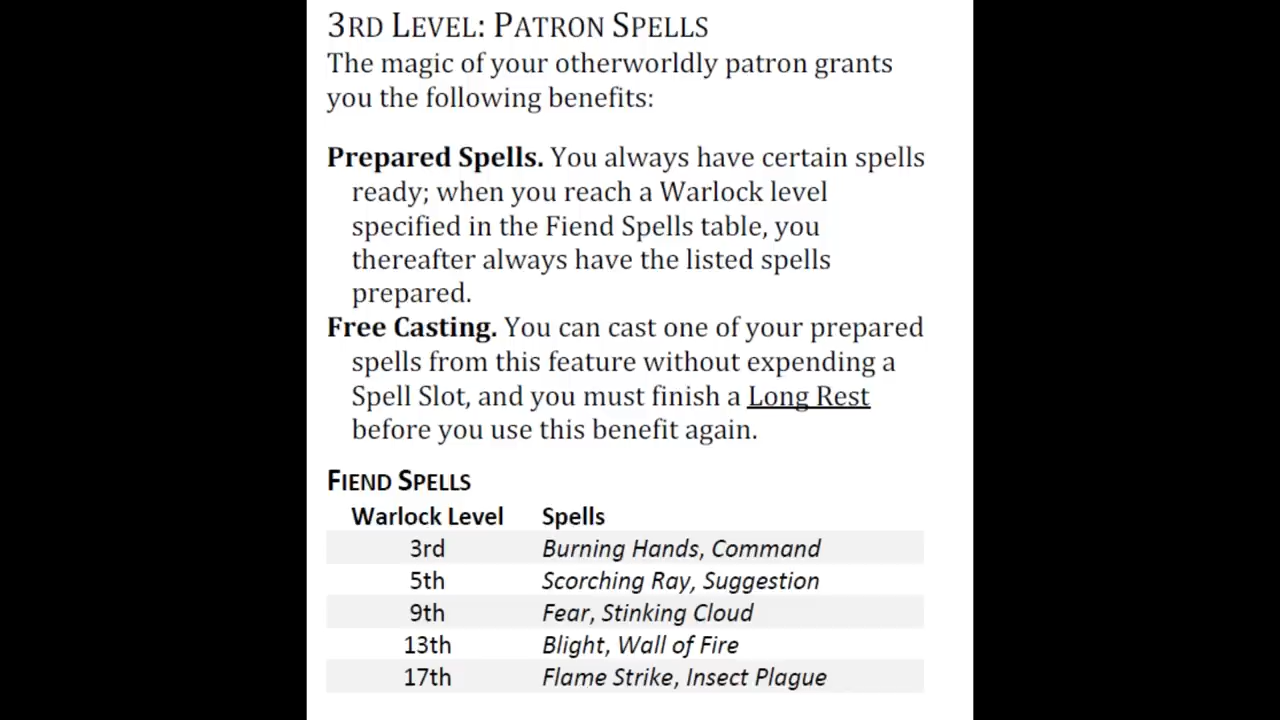 3RD LEVEL: PATRON SPELLS
The magic of your otherworldly patron grants
you the following benefits:
Prepared Spells. You always have certain spells
ready; when you reach a Warlock level
specified in the Fiend Spells table, you
thereafter always have the listed spells
prepared.
Free Casting. You can cast one of your prepared
spells from this feature without expending a
Spell Slot, and you must finish a Long Rest
before you use this benefit again.
FIEND SPELLS
Warlock Level Spells
3rd Burning Hands, Command
5th Scorching Ray, Suggestion
9th Fear, Stinking Cloud
13th Blight, Wall of Fire
17th Flame Strike, Insect Plague